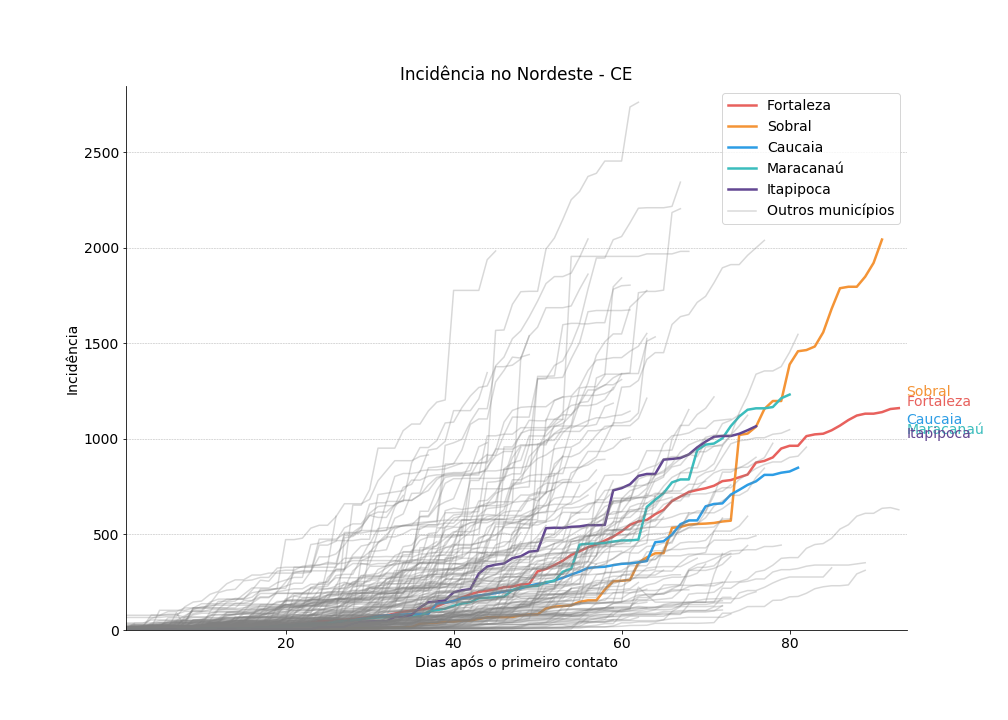 Incidência no Nordeste - CE
Incidência
2500
2000
1500
1000
500
0
20
40
60
80
Dias após o primeiro contato
Fortaleza
Sobral
Caucaia
Maracanaú
Itapipoca
Outros municípios
Sobral
Fortaleza
Caucaia
Maracanaú
Itapipoca